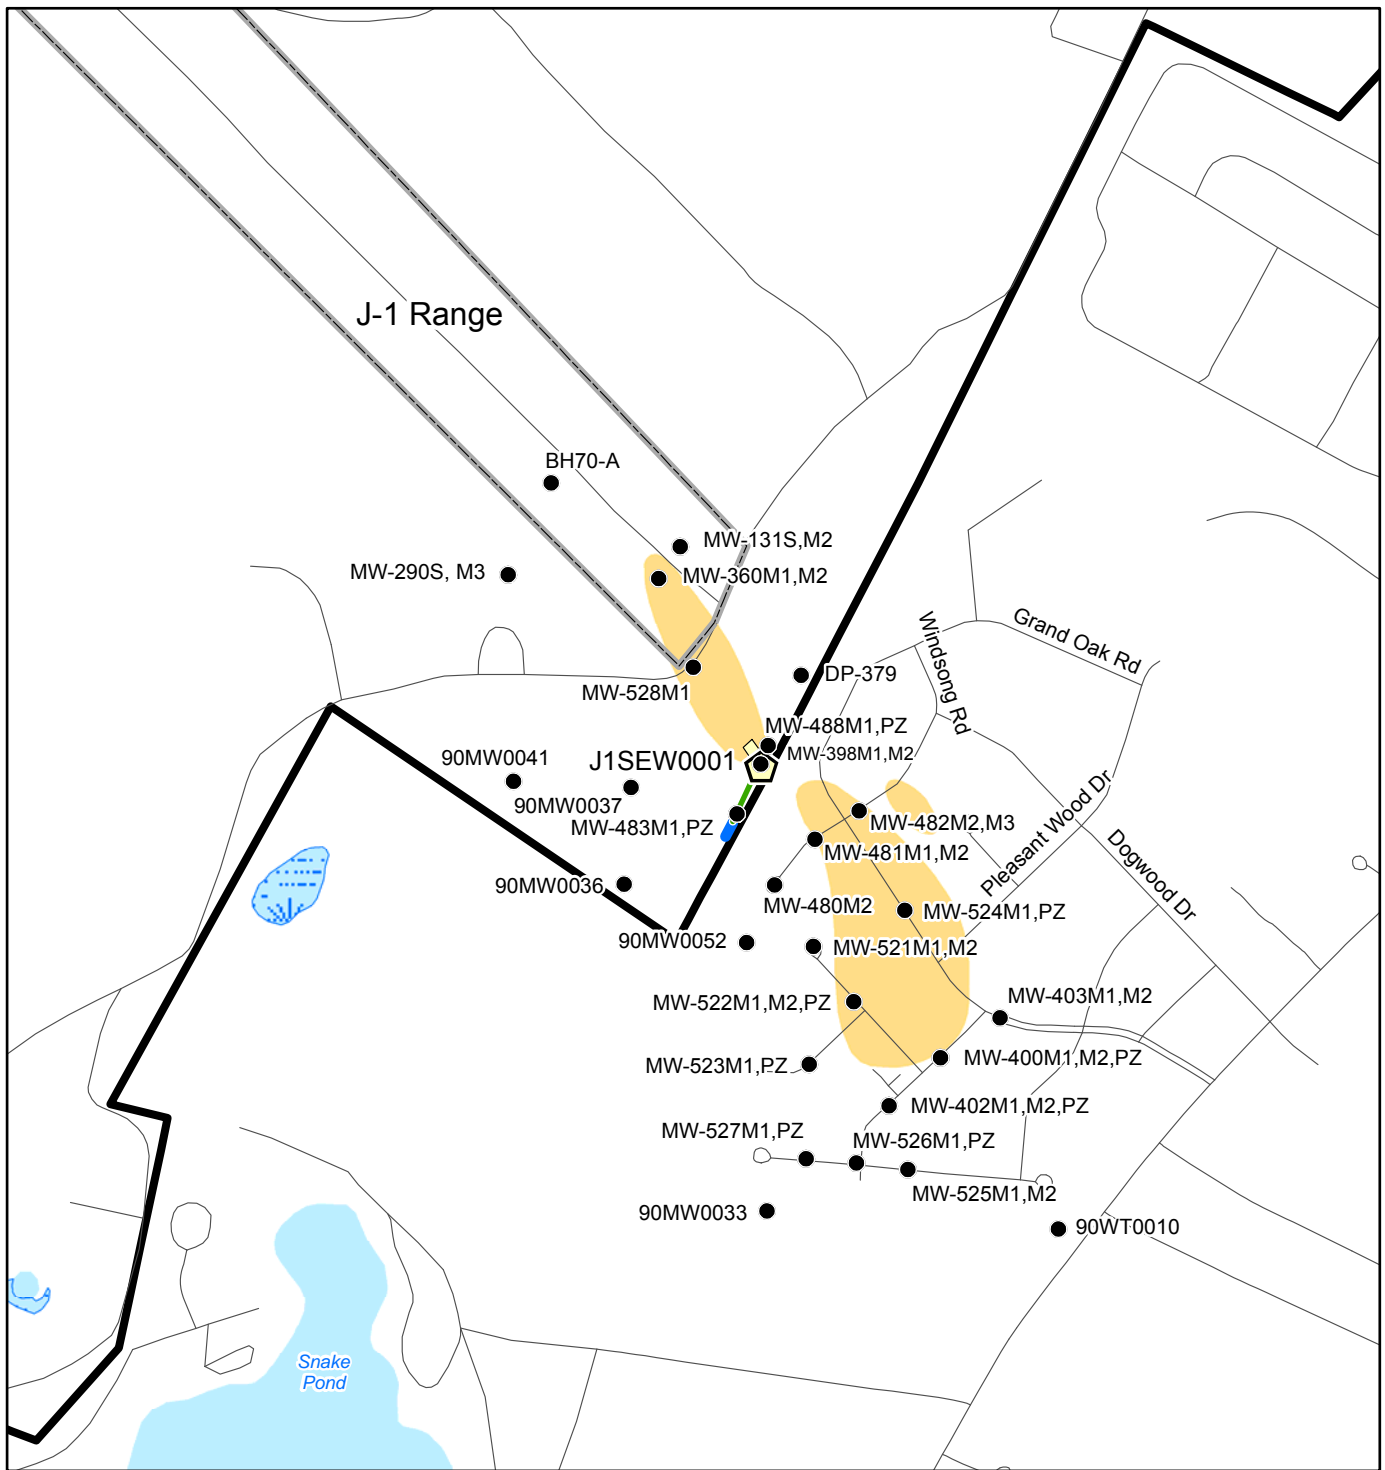 J-1 Range
BH70-A
MW-131S,M2
MW-290S, M3
MW-360M1,M2
Grand Oak Rd
Windsong Rd
DP-379
MW-528M1
MW-488M1,PZ
MW-398M1,M2
J1SEW0001
90MW0041
90MW0037
MW-483M1,PZ
Pleasant Wood Dr
MW-482M2,M3
Dogwood Dr
MW-481M1,M2
90MW0036
MW-480M2
MW-524M1,PZ
90MW0052
MW-521M1,M2
MW-522M1,M2,PZ
MW-403M1,M2
MW-523M1,PZ
MW-400M1,M2,PZ
MW-402M1,M2,PZ
MW-527M1,PZ
MW-526M1,PZ
MW-525M1,M2
90MW0033
90WT0010
Snake
Pond